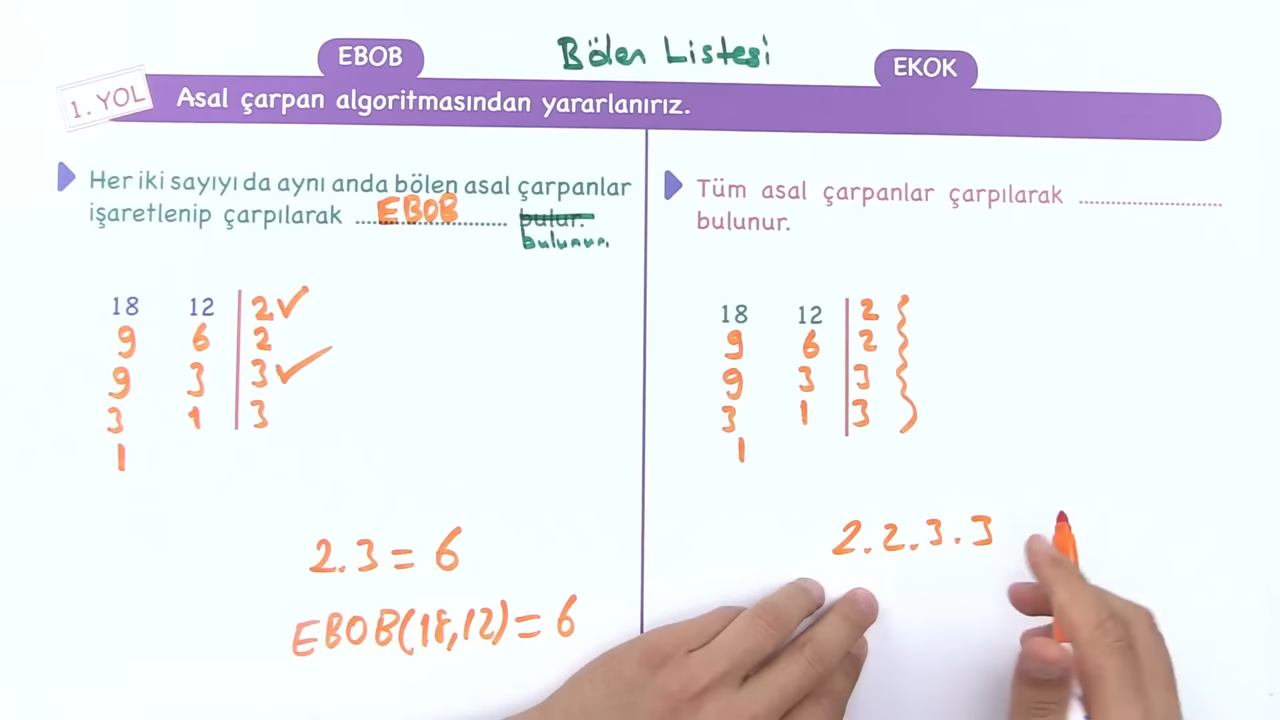 EBOB
Bölen Listesi
EKOK
1. YOL
Asal çarpan algoritmasından yararlanırız.
Her iki sayıyı da aynı anda bölen asal çarpanlar
işaretlenip çarpılarak EBOB bulur.
bulunur.
18 12 2 ✓
9 6 2
9 3 3 ✓
3 1 3
1
2.3=6
EBOB(18,12)=6
Tüm asal çarpanlar çarpılarak ........................
bulunur.
18 12 2
9 6 2
9 3 3
3 1 3
1
2.2.3.3